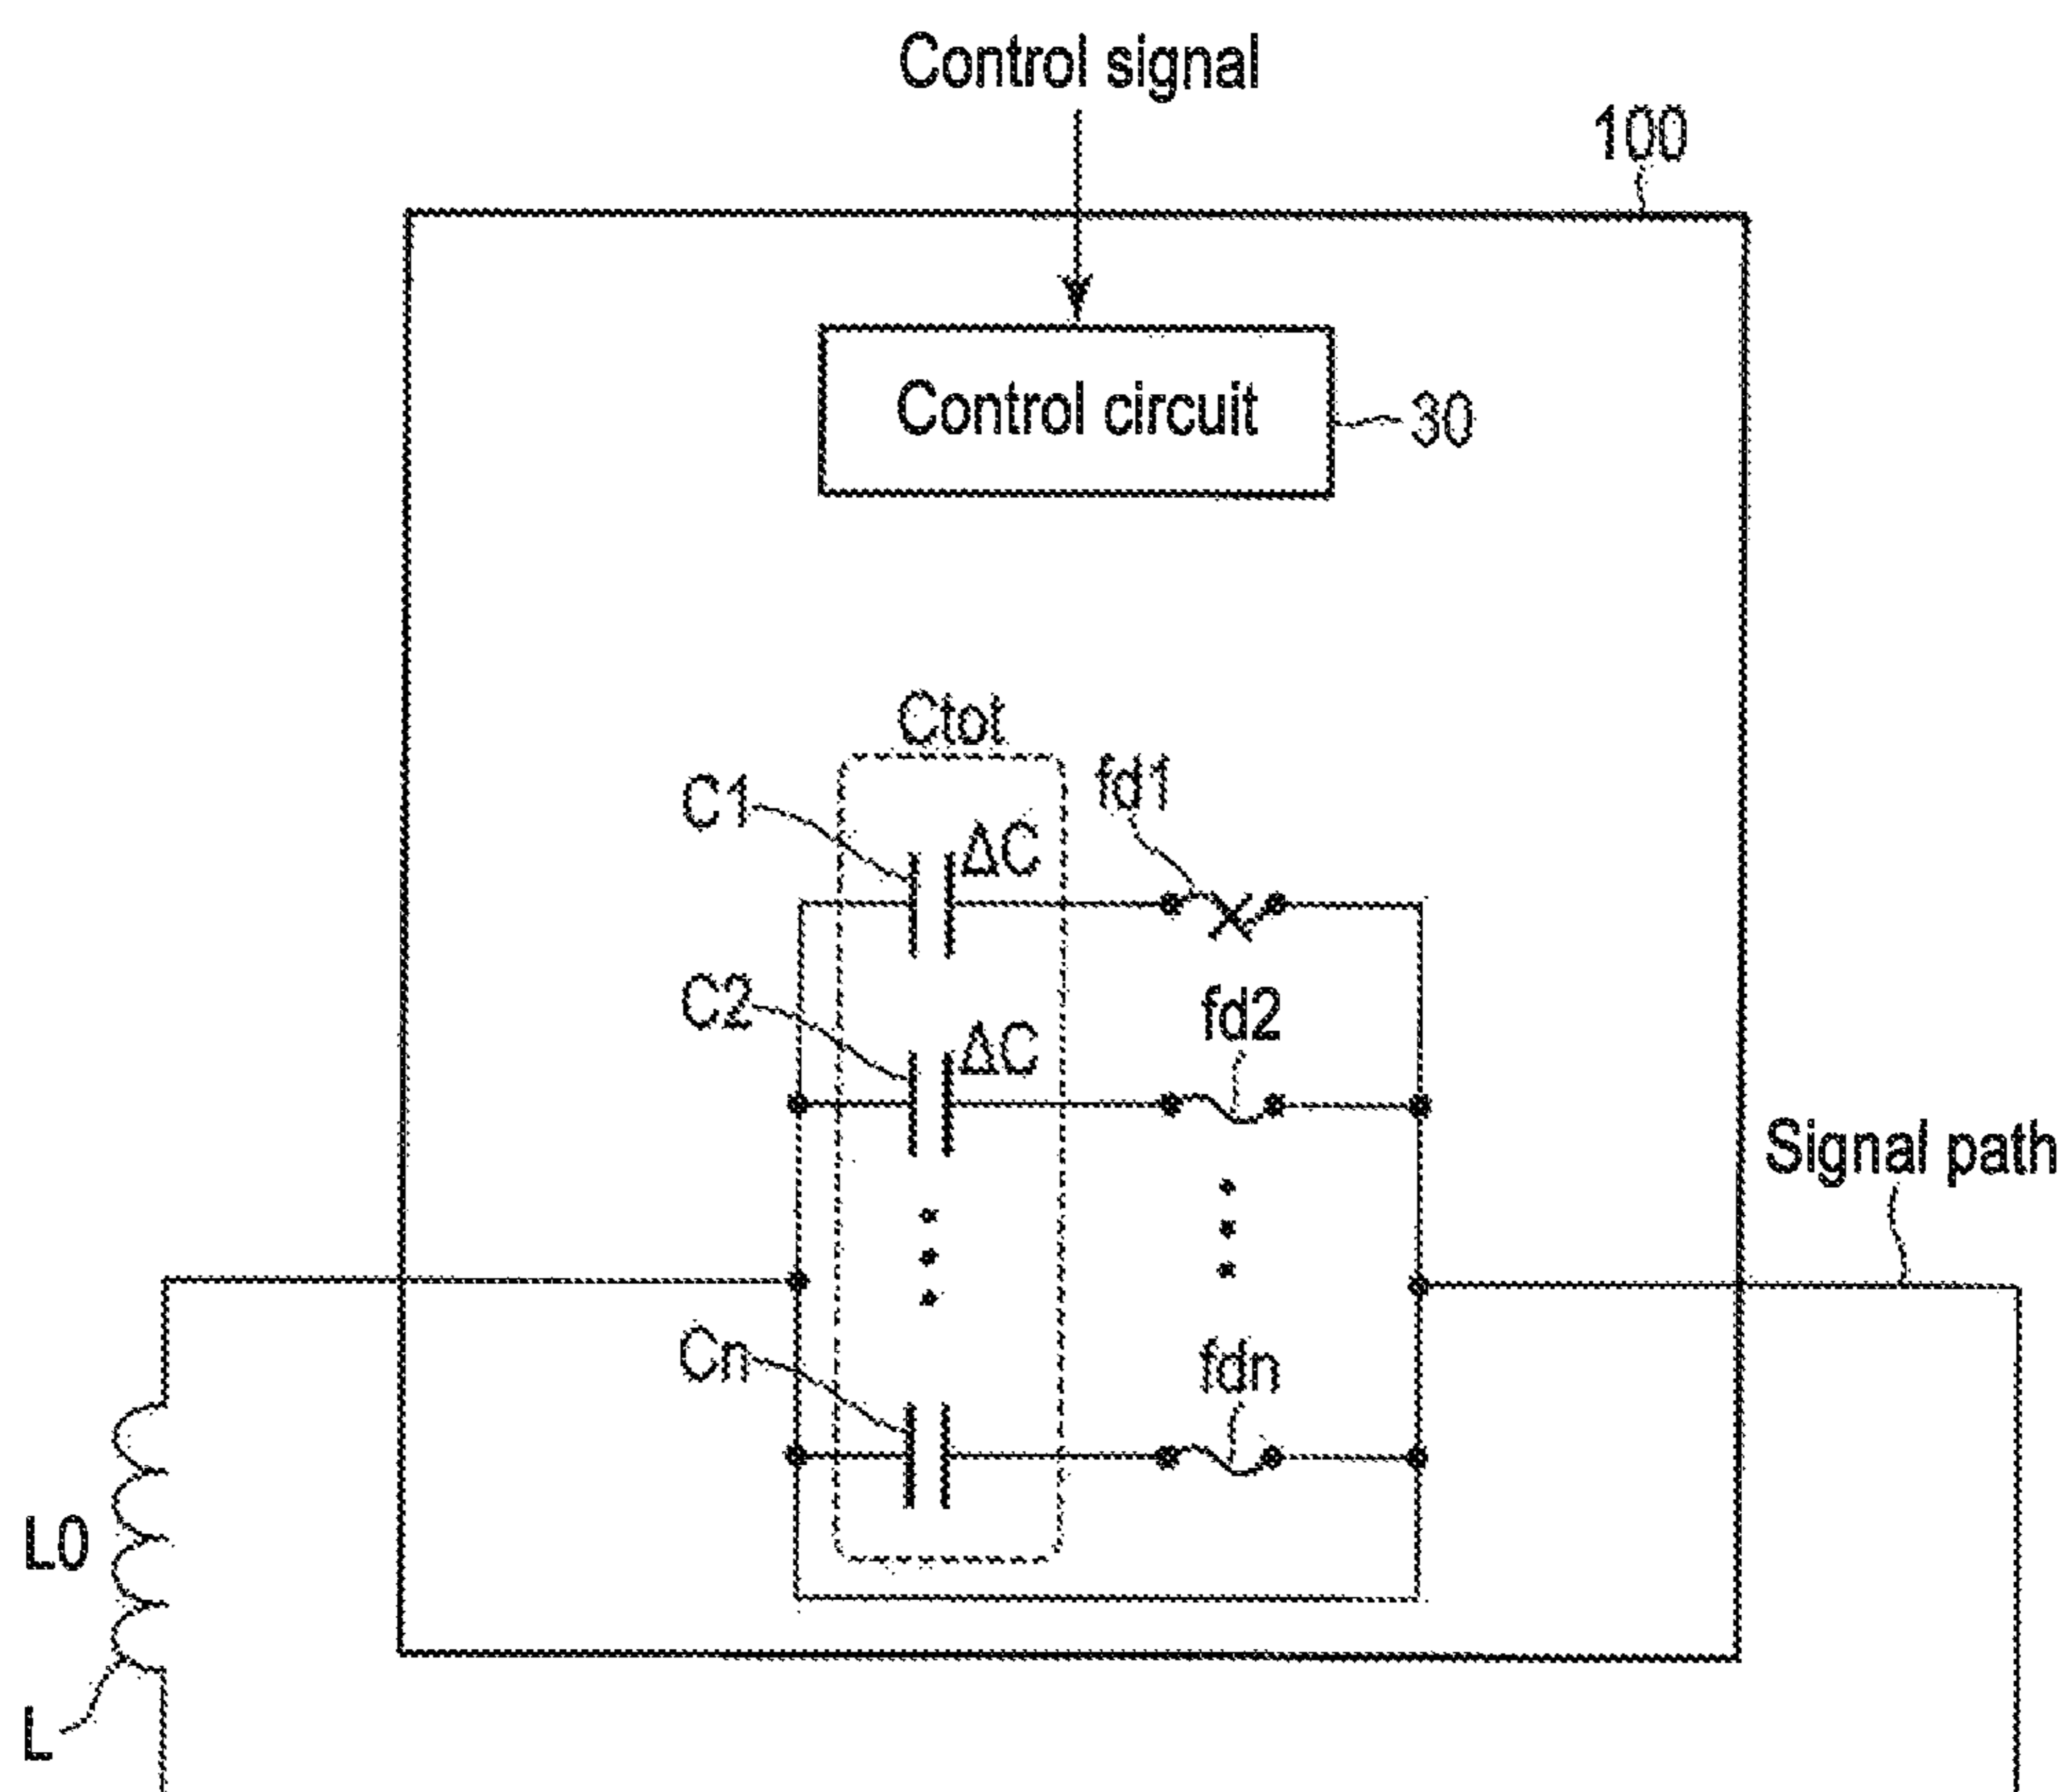 Control signal
100
Control circuit
30
Ctot
C1
ΔC
fd1
C2
ΔC
fd2
Signal path
Cn
fdn
L0
L